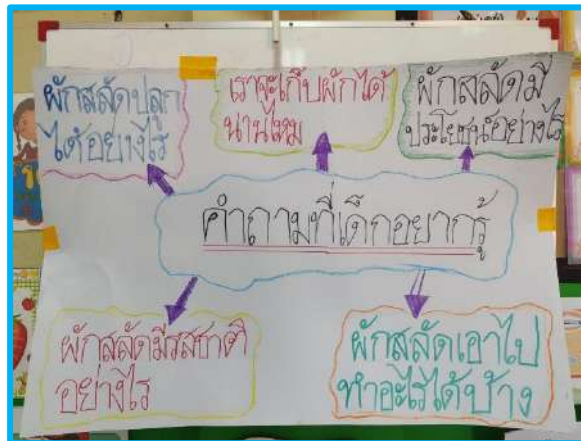 ผักสลัดปลูก
ได้อย่างไร
เราจะเก็บผักได้
นานไหม
ผักสลัดมี
ประโยชน์อย่างไร
คำถามที่เด็กอยากรู้
ผักสลัดมีรสชาติ
อย่างไร
ผักสลัดเอาไป
ทำอะไรได้บ้าง